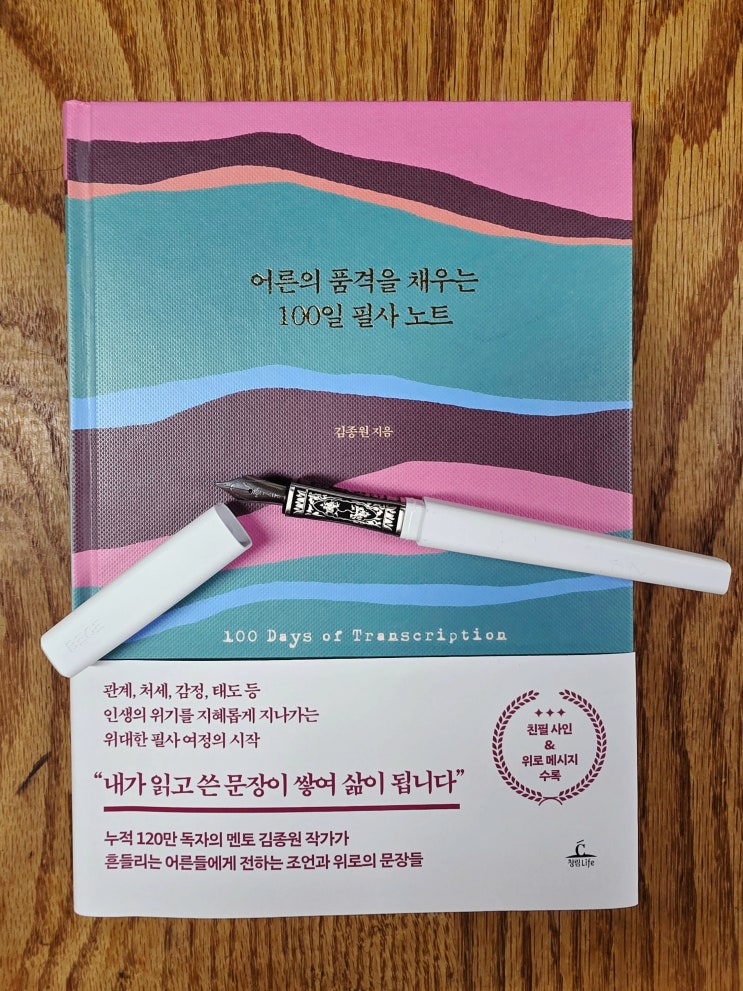 어른의 품격을 채우는
100일 필사 노트
김종원 지음
100 Days of Transcription
관계, 처세, 감정, 태도 등
인생의 위기를 지혜롭게 지나가는
위대한 필사 여정의 시작
친필 사인
&
위로 메시지
수록
“내가 읽고 쓴 문장이 쌓여 삶이 됩니다”
누적 120만 독자의 멘토 김종원 작가가
흔들리는 어른들에게 전하는 조언과 위로의 문장들
청림Life